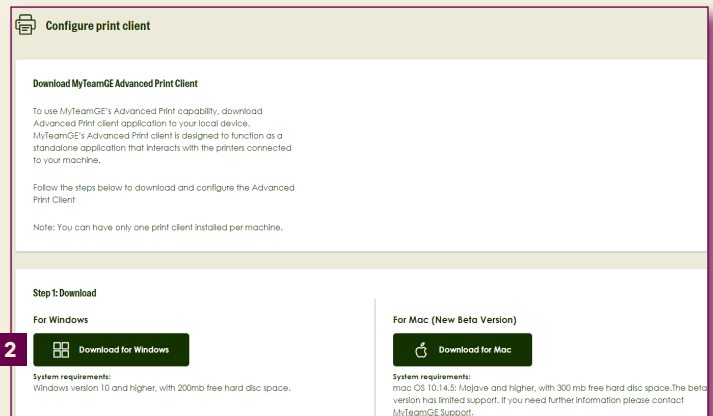 Configure print client
Download MyTeamGE Advanced Print Client
To use MyTeamGE's Advanced Print capability, download
Advanced Print client application to your local device.
MyTeamGE's Advanced Print client is designed to function as a
standalone application that interacts with the printers connected
to your machine.
Follow the steps below to download and configure the Advanced
Print Client
Note: You can have only one print client installed per machine.
Step 1: Download
For Windows
2
Download for Windows
System requirements:
Windows version 10 and higher, with 200mb free hard disc space.
For Mac (New Beta Version)
Download for Mac
System requirements:
mac OS 10.14.5: Mojave and higher, with 300 mb free hard disc space.The beta
version has limited support. If you need further information please contact
MyTeamGE Support.